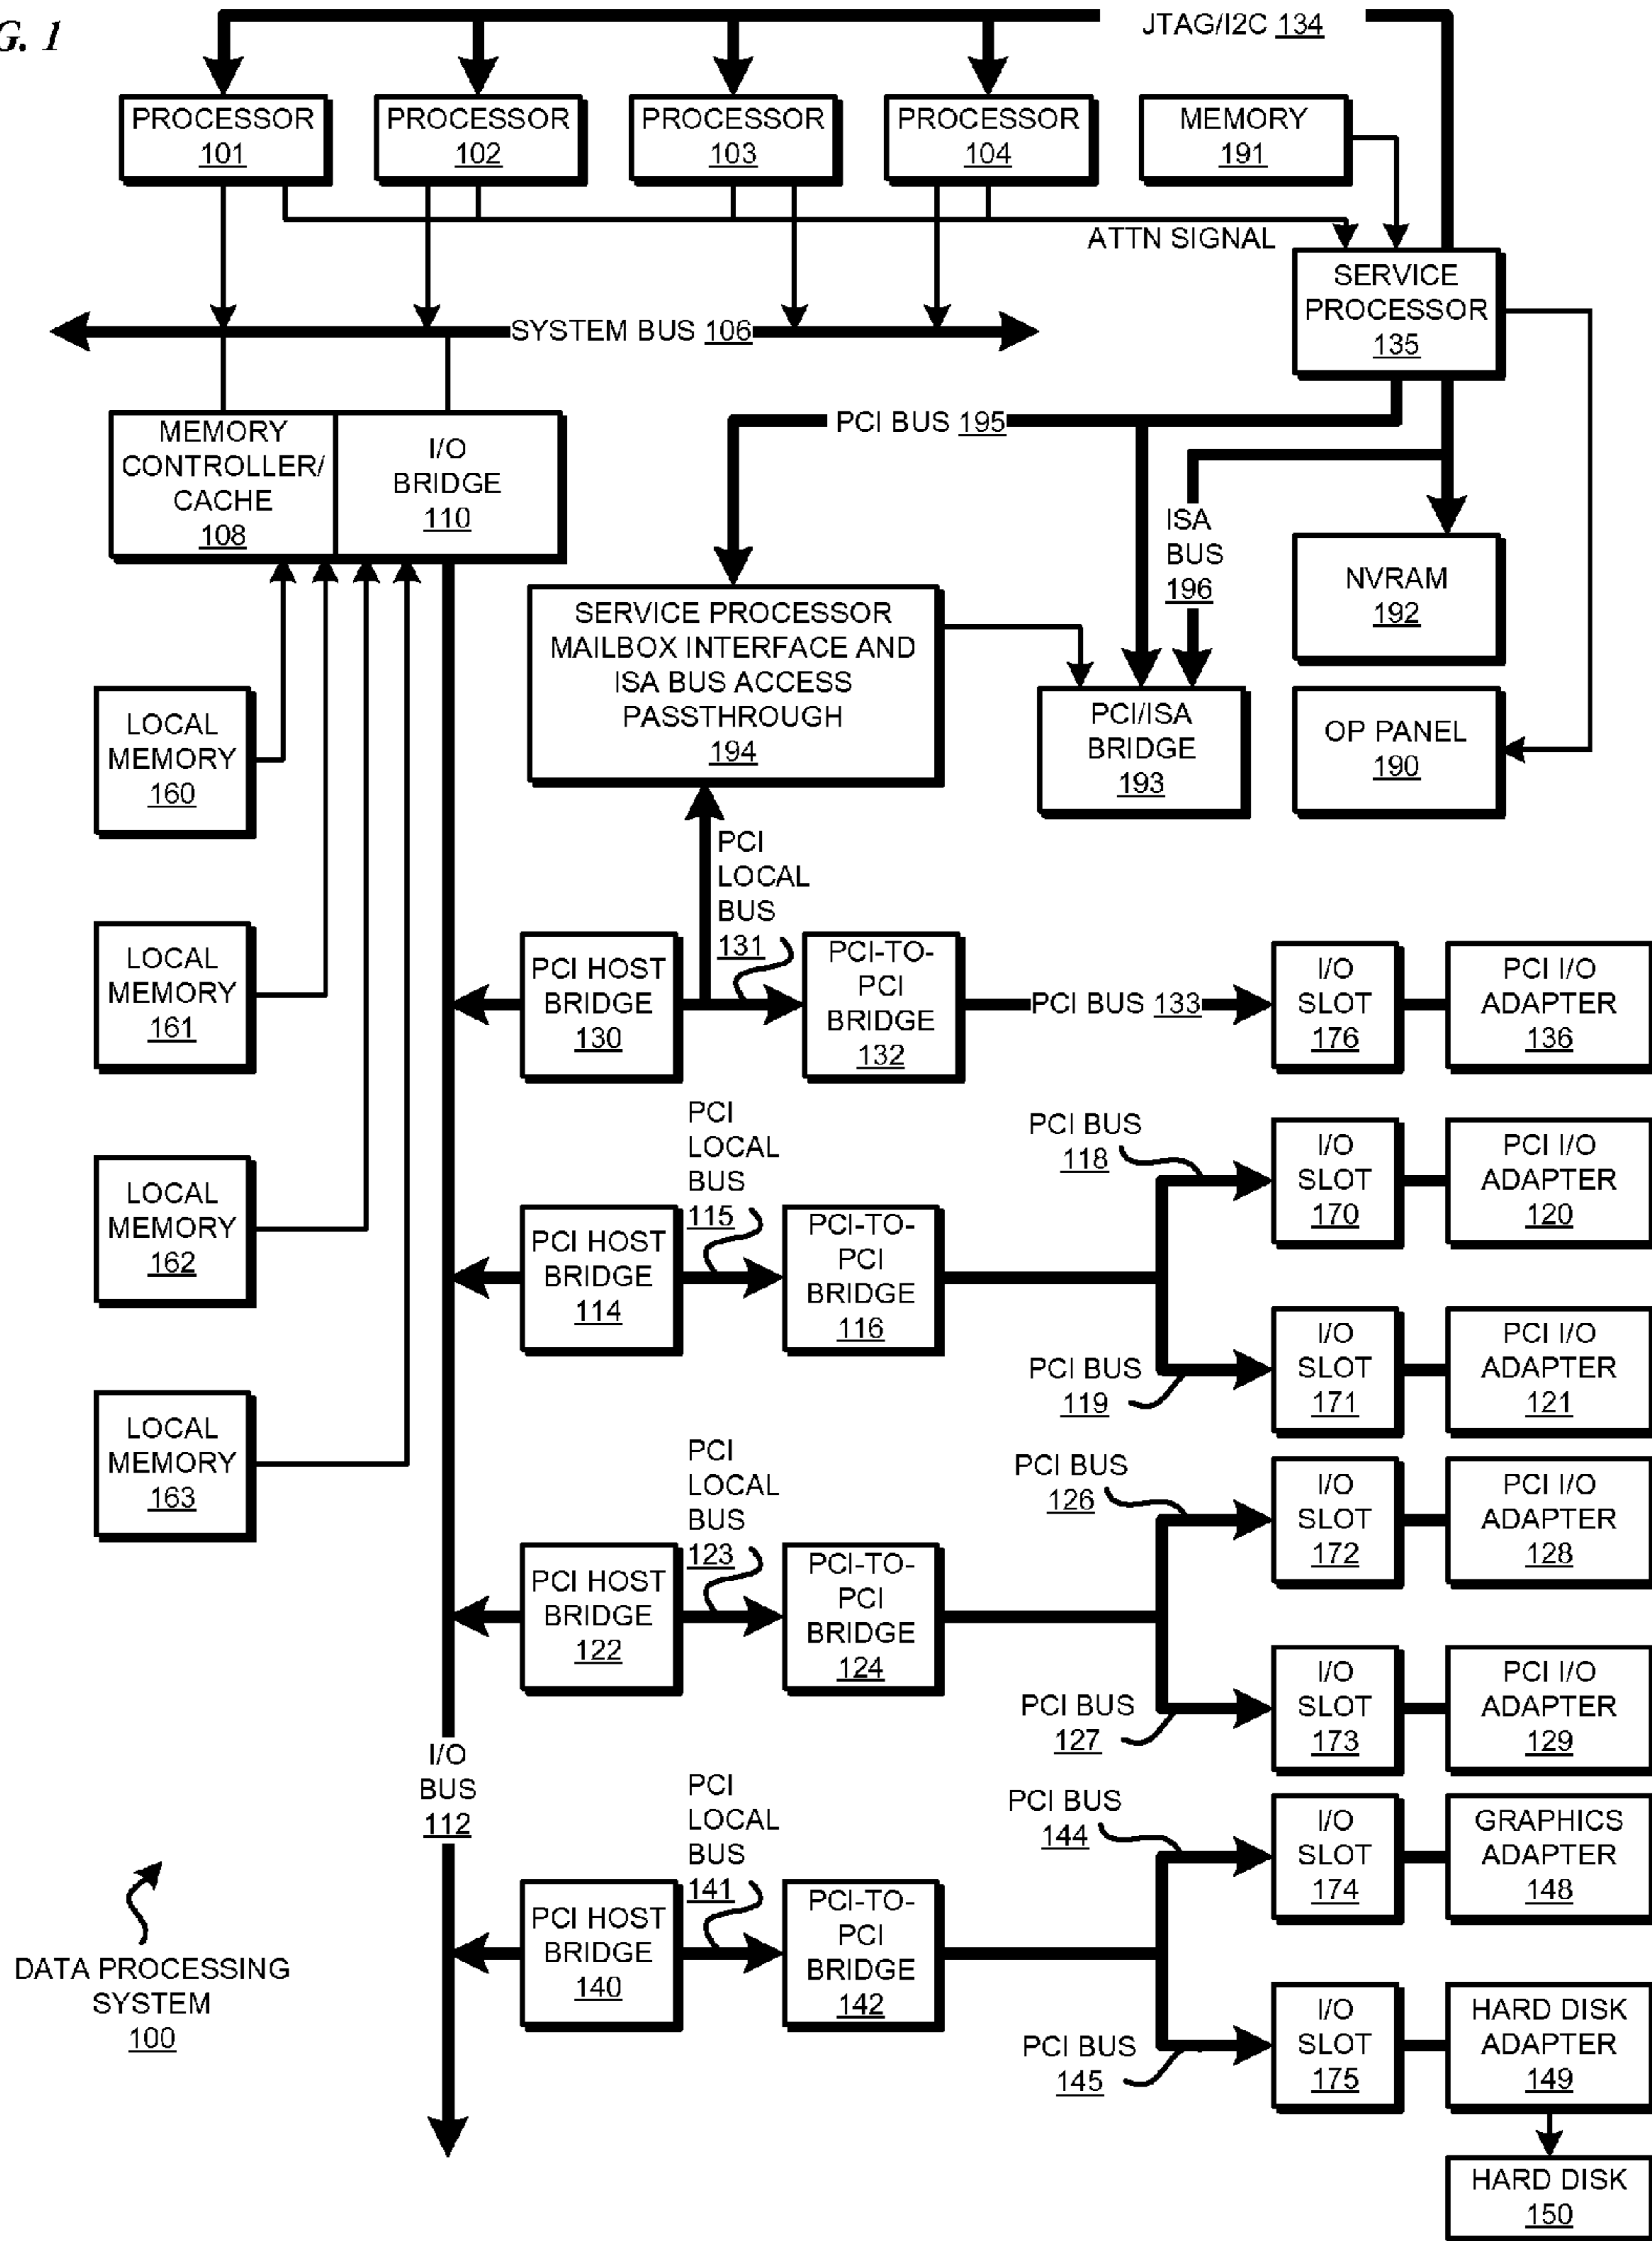 G. 1
JTAG/I2C 134
PROCESSOR
101
PROCESSOR
102
PROCESSOR
103
PROCESSOR
104
MEMORY
191
ATTN SIGNAL
SERVICE
PROCESSOR
135
SYSTEM BUS 106
MEMORY
CONTROLLER/
CACHE
108
I/O
BRIDGE
110
PCI BUS 195
ISA
BUS
196
NVRAM
192
SERVICE PROCESSOR
MAILBOX INTERFACE AND
ISA BUS ACCESS
PASSTHROUGH
194
PCI/ISA
BRIDGE
193
OP PANEL
190
LOCAL
MEMORY
160
LOCAL
MEMORY
161
LOCAL
MEMORY
162
LOCAL
MEMORY
163
PCI
LOCAL
BUS
131
PCI HOST
BRIDGE
130
PCI-TO-
PCI
BRIDGE
132
PCI BUS 133
I/O
SLOT
176
PCI I/O
ADAPTER
136
PCI
LOCAL
BUS
115
PCI HOST
BRIDGE
114
PCI-TO-
PCI
BRIDGE
116
PCI BUS
118
I/O
SLOT
170
PCI I/O
ADAPTER
120
PCI BUS
119
I/O
SLOT
171
PCI I/O
ADAPTER
121
PCI
LOCAL
BUS
123
PCI HOST
BRIDGE
122
PCI-TO-
PCI
BRIDGE
124
PCI BUS
126
I/O
SLOT
172
PCI I/O
ADAPTER
128
PCI BUS
127
I/O
SLOT
173
PCI I/O
ADAPTER
129
I/O
BUS
112
PCI
LOCAL
BUS
141
PCI HOST
BRIDGE
140
PCI-TO-
PCI
BRIDGE
142
PCI BUS
144
I/O
SLOT
174
GRAPHICS
ADAPTER
148
PCI BUS
145
I/O
SLOT
175
HARD DISK
ADAPTER
149
HARD DISK
150
DATA PROCESSING
SYSTEM
100